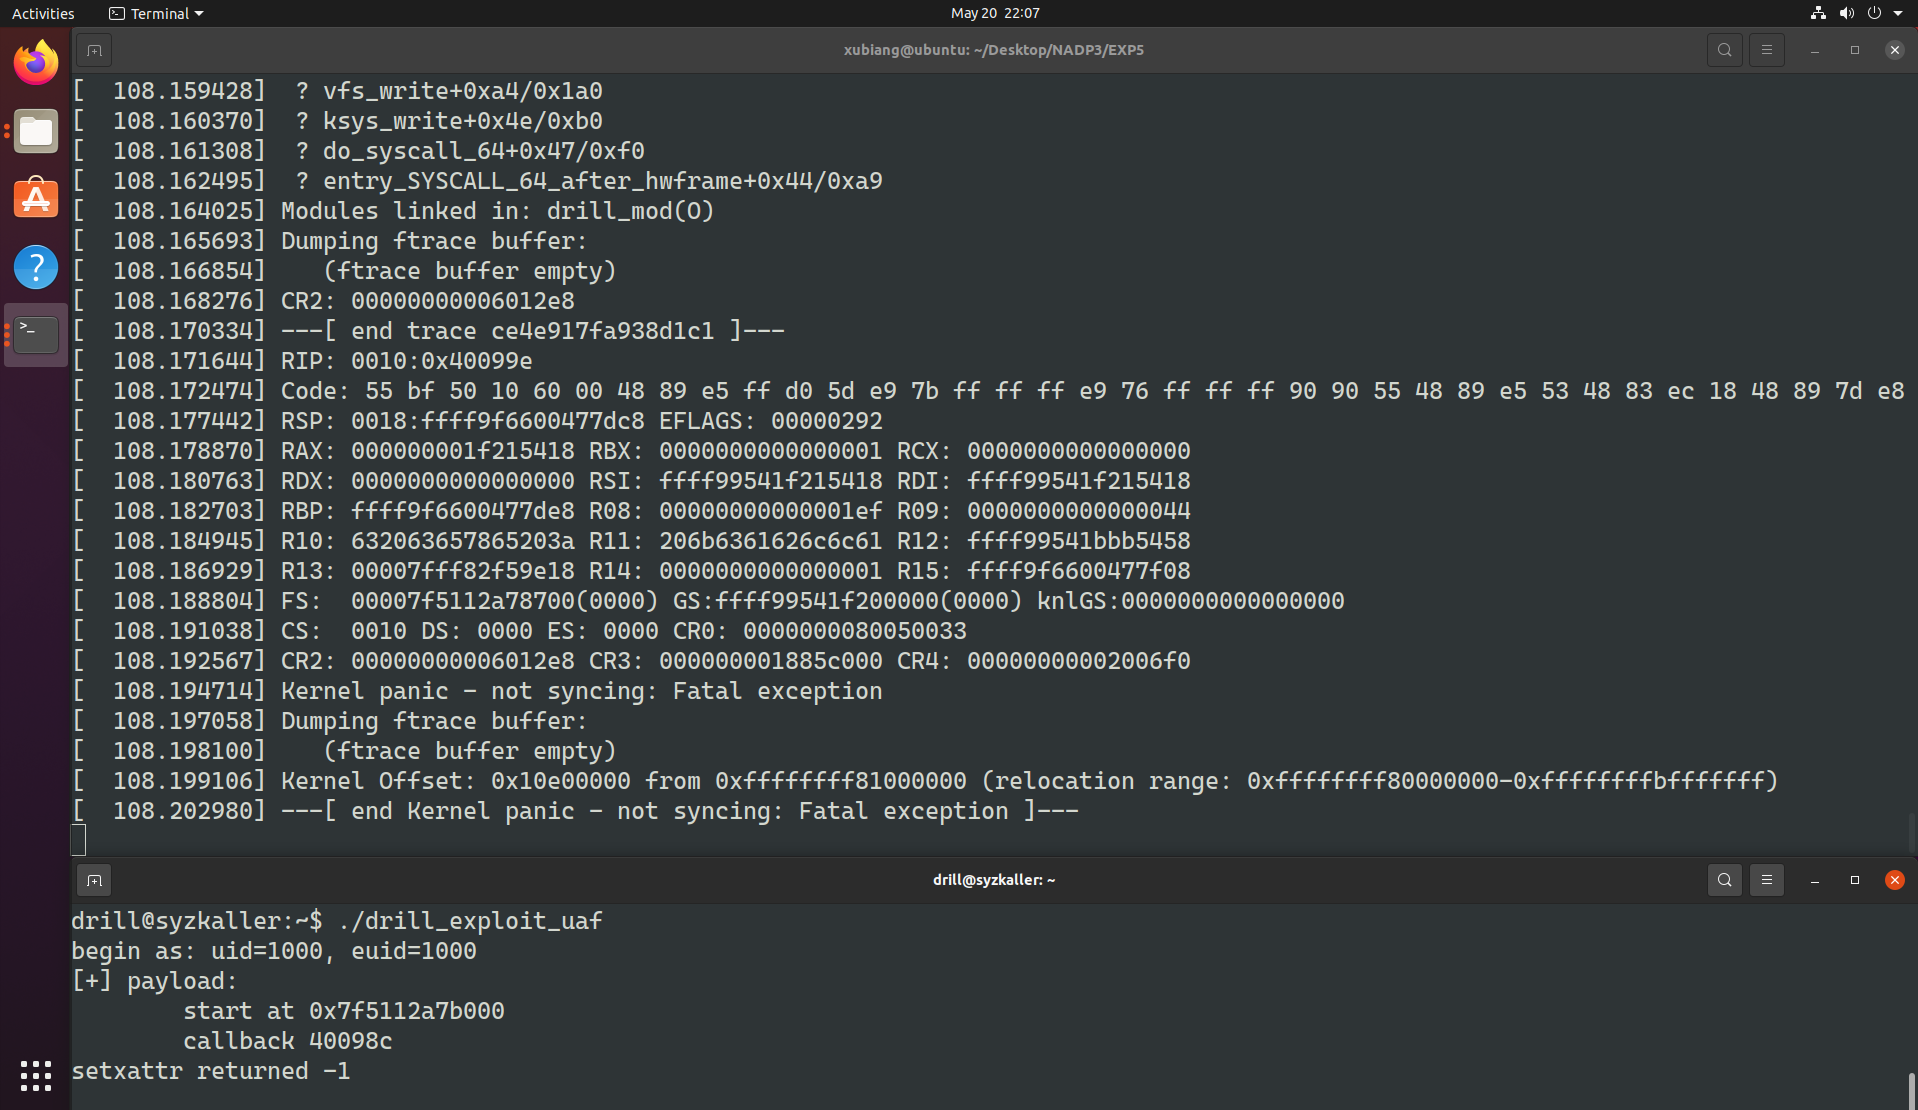 Activities Terminal May 20 22:07
xubiang@ubuntu: ~/Desktop/NADP3/EXP5
[  108.159428]  ? vfs_write+0xa4/0x1a0
[  108.160370]  ? ksys_write+0x4e/0xb0
[  108.161308]  ? do_syscall_64+0x47/0xf0
[  108.162495]  ? entry_SYSCALL_64_after_hwframe+0x44/0xa9
[  108.164025] Modules linked in: drill_mod(O)
[  108.165693] Dumping ftrace buffer:
[  108.166854]    (ftrace buffer empty)
[  108.168276] CR2: 00000000006012e8
[  108.170334] ---[ end trace ce4e917fa938d1c1 ]---
[  108.171644] RIP: 0010:0x40099e
[  108.172474] Code: 55 bf 50 10 60 00 48 89 e5 ff d0 5d e9 7b ff ff ff e9 76 ff ff ff 90 90 55 48 89 e5 53 48 83 ec 18 48 89 7d e8
[  108.177442] RSP: 0018:ffff9f6600477dc8 EFLAGS: 00000292
[  108.178870] RAX: 000000001f215418 RBX: 0000000000000001 RCX: 0000000000000000
[  108.180763] RDX: 0000000000000000 RSI: ffff99541f215418 RDI: ffff99541f215418
[  108.182703] RBP: ffff9f6600477de8 R08: 00000000000001ef R09: 0000000000000044
[  108.184945] R10: 632063657865203a R11: 206b6361626c6c61 R12: ffff99541bbb5458
[  108.186929] R13: 00007fff82f59e18 R14: 0000000000000001 R15: ffff9f6600477f08
[  108.188804] FS:  00007f5112a78700(0000) GS:ffff99541f200000(0000) knlGS:0000000000000000
[  108.191038] CS:  0010 DS: 0000 ES: 0000 CR0: 0000000080050033
[  108.192567] CR2: 00000000006012e8 CR3: 000000001885c000 CR4: 00000000002006f0
[  108.194714] Kernel panic - not syncing: Fatal exception
[  108.197058] Dumping ftrace buffer:
[  108.198100]    (ftrace buffer empty)
[  108.199106] Kernel Offset: 0x10e00000 from 0xffffffff81000000 (relocation range: 0xffffffff80000000-0xffffffffbfffffff)
[  108.202980] ---[ end Kernel panic - not syncing: Fatal exception ]---
drill@syzkaller: ~
drill@syzkaller:~$ ./drill_exploit_uaf
begin as: uid=1000, euid=1000
[+] payload:
        start at 0x7f5112a7b000
        callback 40098c
setxattr returned -1